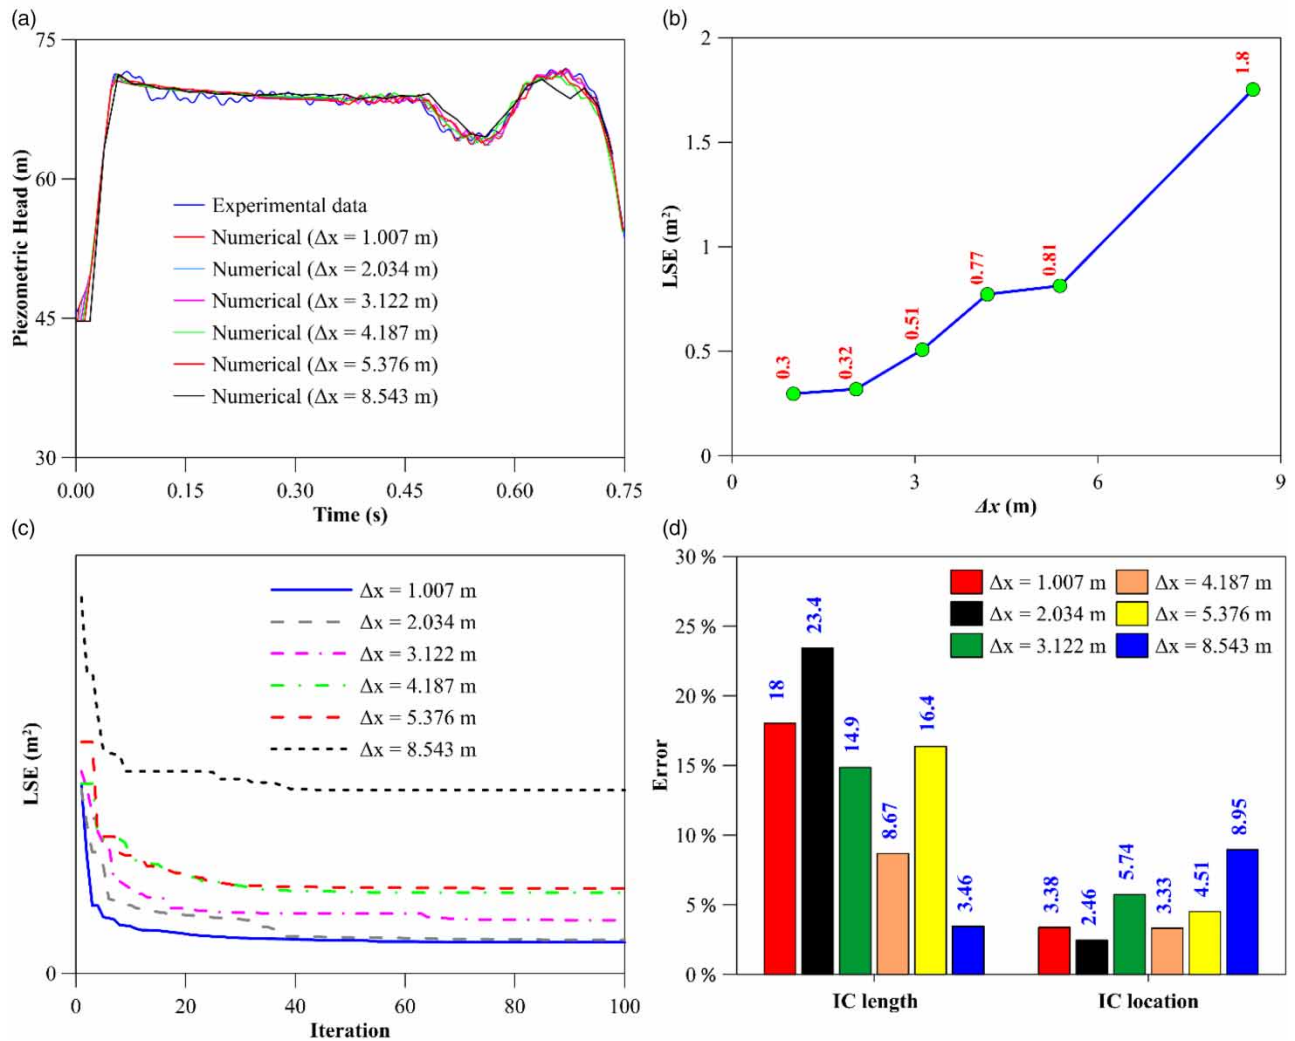 (a)
75
60
45
30
Piezometric Head (m)
Experimental data
Numerical (Δx = 1.007 m)
Numerical (Δx = 2.034 m)
Numerical (Δx = 3.122 m)
Numerical (Δx = 4.187 m)
Numerical (Δx = 5.376 m)
Numerical (Δx = 8.543 m)
0.00 0.15 0.30 0.45 0.60 0.75
Time (s)
(b)
2
1.5
1
0.5
0
LSE (m²)
0.3
0.32
0.51
0.77
0.81
1.8
0 3 6 9
Δx (m)
(c)
LSE (m²)
0
Δx = 1.007 m
Δx = 2.034 m
Δx = 3.122 m
Δx = 4.187 m
Δx = 5.376 m
Δx = 8.543 m
0 20 40 60 80 100
Iteration
(d)
30 %
25 %
20 %
15 %
10 %
5 %
0 %
Error
Δx = 1.007 m
Δx = 2.034 m
Δx = 3.122 m
Δx = 4.187 m
Δx = 5.376 m
Δx = 8.543 m
18
23.4
14.9
8.67
16.4
3.46
3.38
2.46
5.74
3.33
4.51
8.95
IC length
IC location